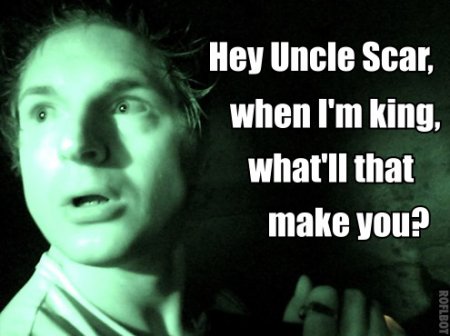 Hey Uncle Scar,
when I'm king,
what'll that
make you?
ROFLBOT